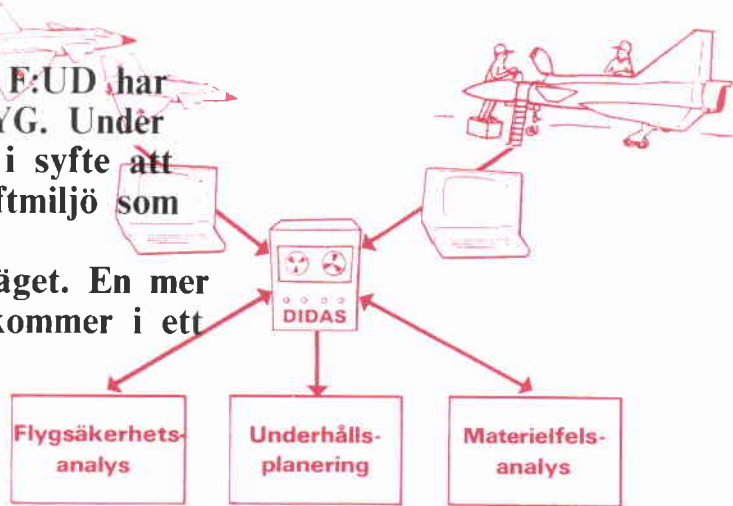 F:UD har
YG. Under
i syfte att
ftmiljö som
äget. En mer
kommer i ett
DIDAS
Flygsäkerhets-
analys
Underhålls-
planering
Materielfels-
analys